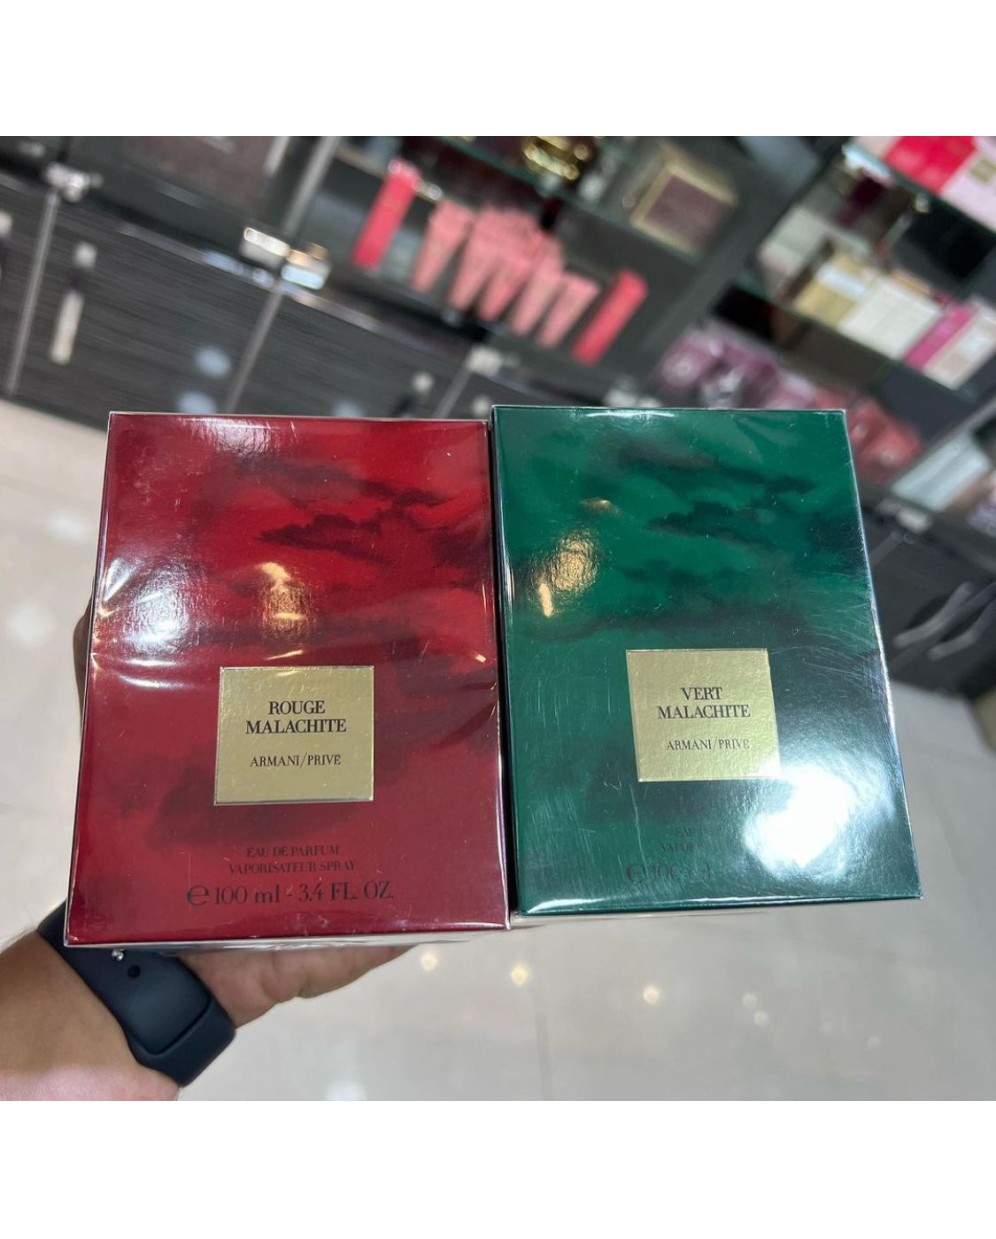 ROUGE
MALACHITE
ARMANI/PRIVE
EAU DE PARFUM
VAPORISATEUR SPRAY
e 100 ml - 3.4 FL. OZ.
VERT
MALACHITE
ARMANI/PRIVE